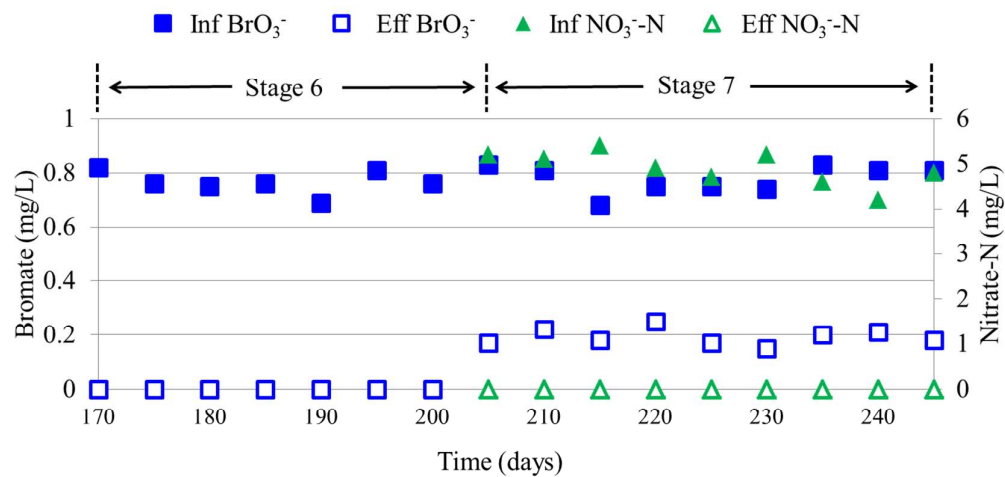 Inf BrO₃⁻ Eff BrO₃⁻ Inf NO₃⁻-N Eff NO₃⁻-N
Stage 6 Stage 7
1 6
0.8 5
0.6 4
0.4 3
0.2 2
0 1
0
Bromate (mg/L)
Nitrate-N (mg/L)
170 180 190 200 210 220 230 240
Time (days)